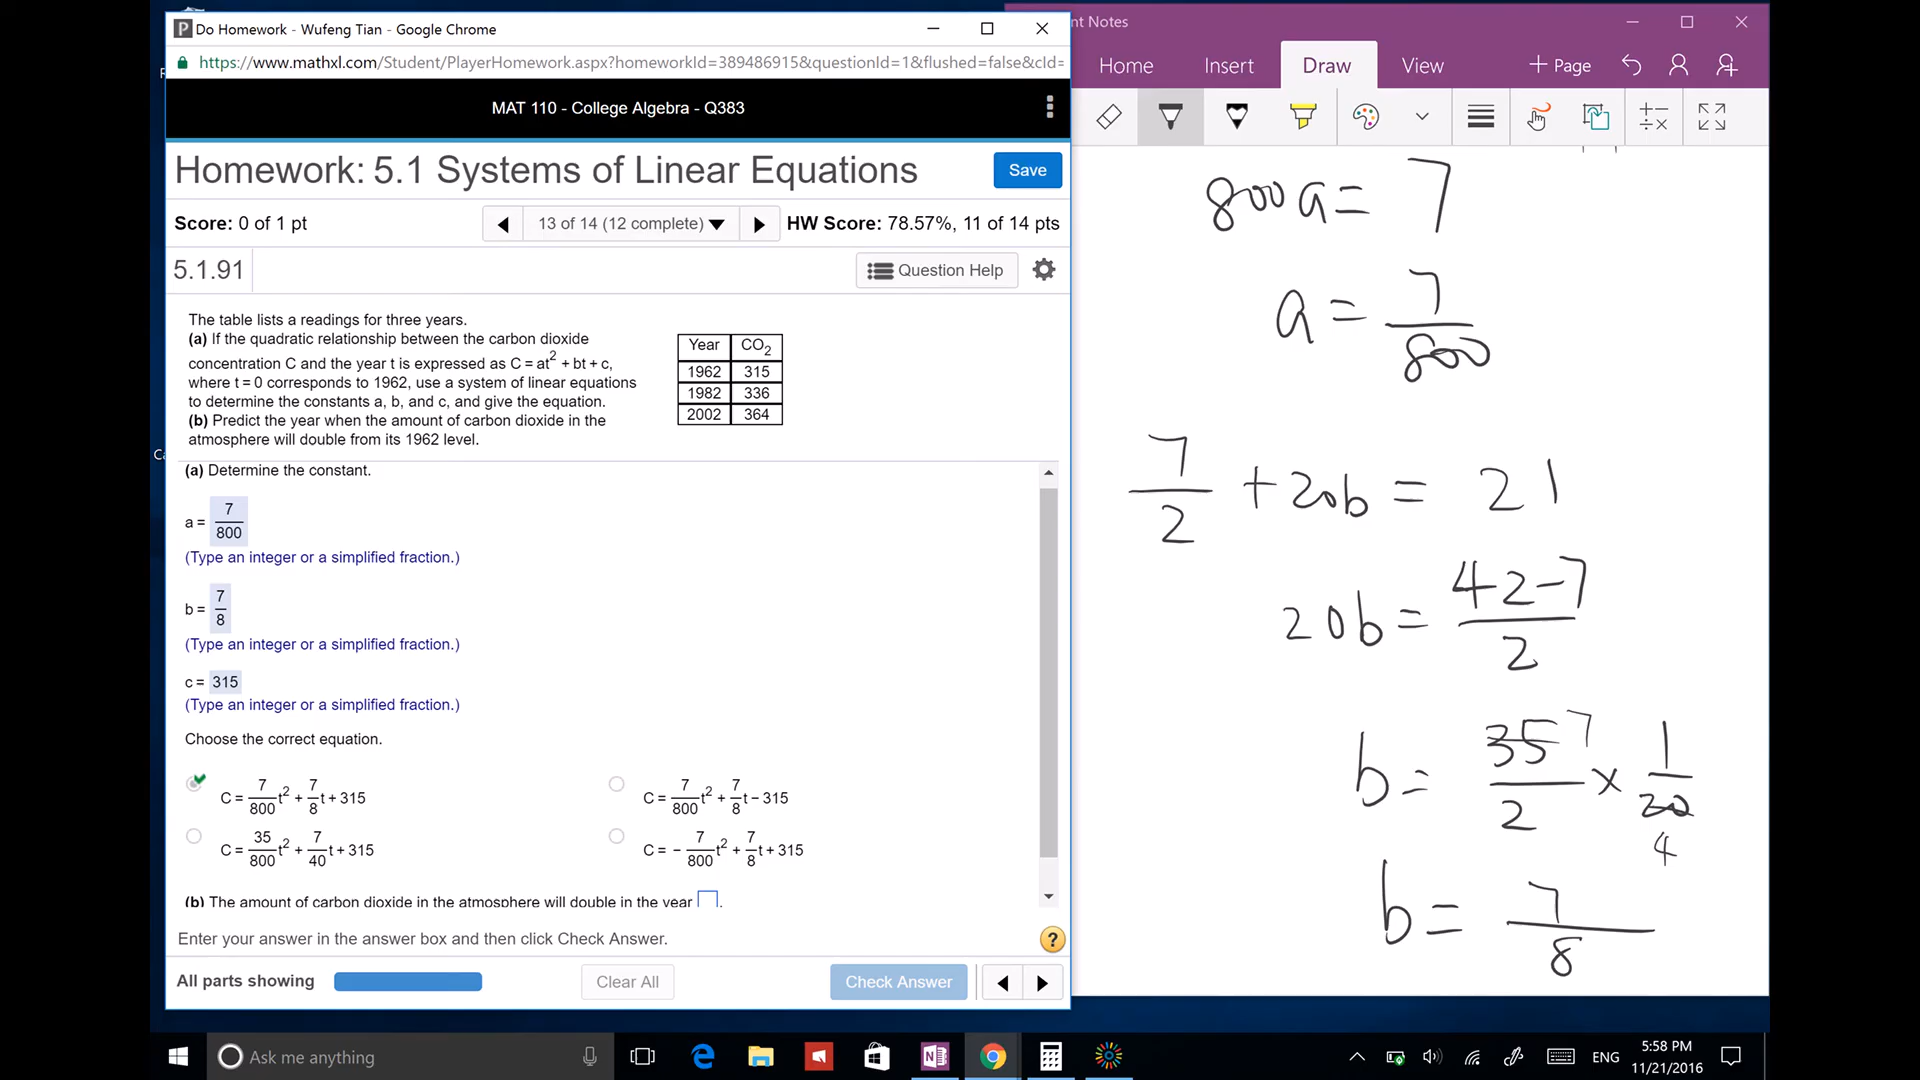 Do Homework - Wufeng Tian - Google Chrome
https://www.mathxl.com/Student/PlayerHomework.aspx?homeworkId=389486915&questionId=1&flushed=false&cId=
MAT 110 - College Algebra - Q383
Homework: 5.1 Systems of Linear Equations
Save
Score: 0 of 1 pt
13 of 14 (12 complete)
HW Score: 78.57%, 11 of 14 pts
5.1.91
Question Help
The table lists a readings for three years.
(a) If the quadratic relationship between the carbon dioxide
concentration C and the year t is expressed as C = at² + bt + c,
where t = 0 corresponds to 1962, use a system of linear equations
to determine the constants a, b, and c, and give the equation.
(b) Predict the year when the amount of carbon dioxide in the
atmosphere will double from its 1962 level.
Year CO₂
1962 315
1982 336
2002 364
(a) Determine the constant.
a = 7/800
(Type an integer or a simplified fraction.)
b = 7/8
(Type an integer or a simplified fraction.)
c = 315
(Type an integer or a simplified fraction.)
Choose the correct equation.
C = 7/800 t² + 7/8 t + 315
C = 7/800 t² + 7/8 t − 315
C = 35/800 t² + 7/40 t + 315
C = − 7/800 t² + 7/8 t + 315
(b) The amount of carbon dioxide in the atmosphere will double in the year .
Enter your answer in the answer box and then click Check Answer.
?
All parts showing
Clear All
Check Answer
nt Notes
Home
Insert
Draw
View
+ Page
800a = 7
a = 7/800
7/2 + 20b = 21
20b = 42-7/2
b = 35/2 7 × 1/20
4
b = 7/8
Ask me anything
ENG
5:58 PM
11/21/2016